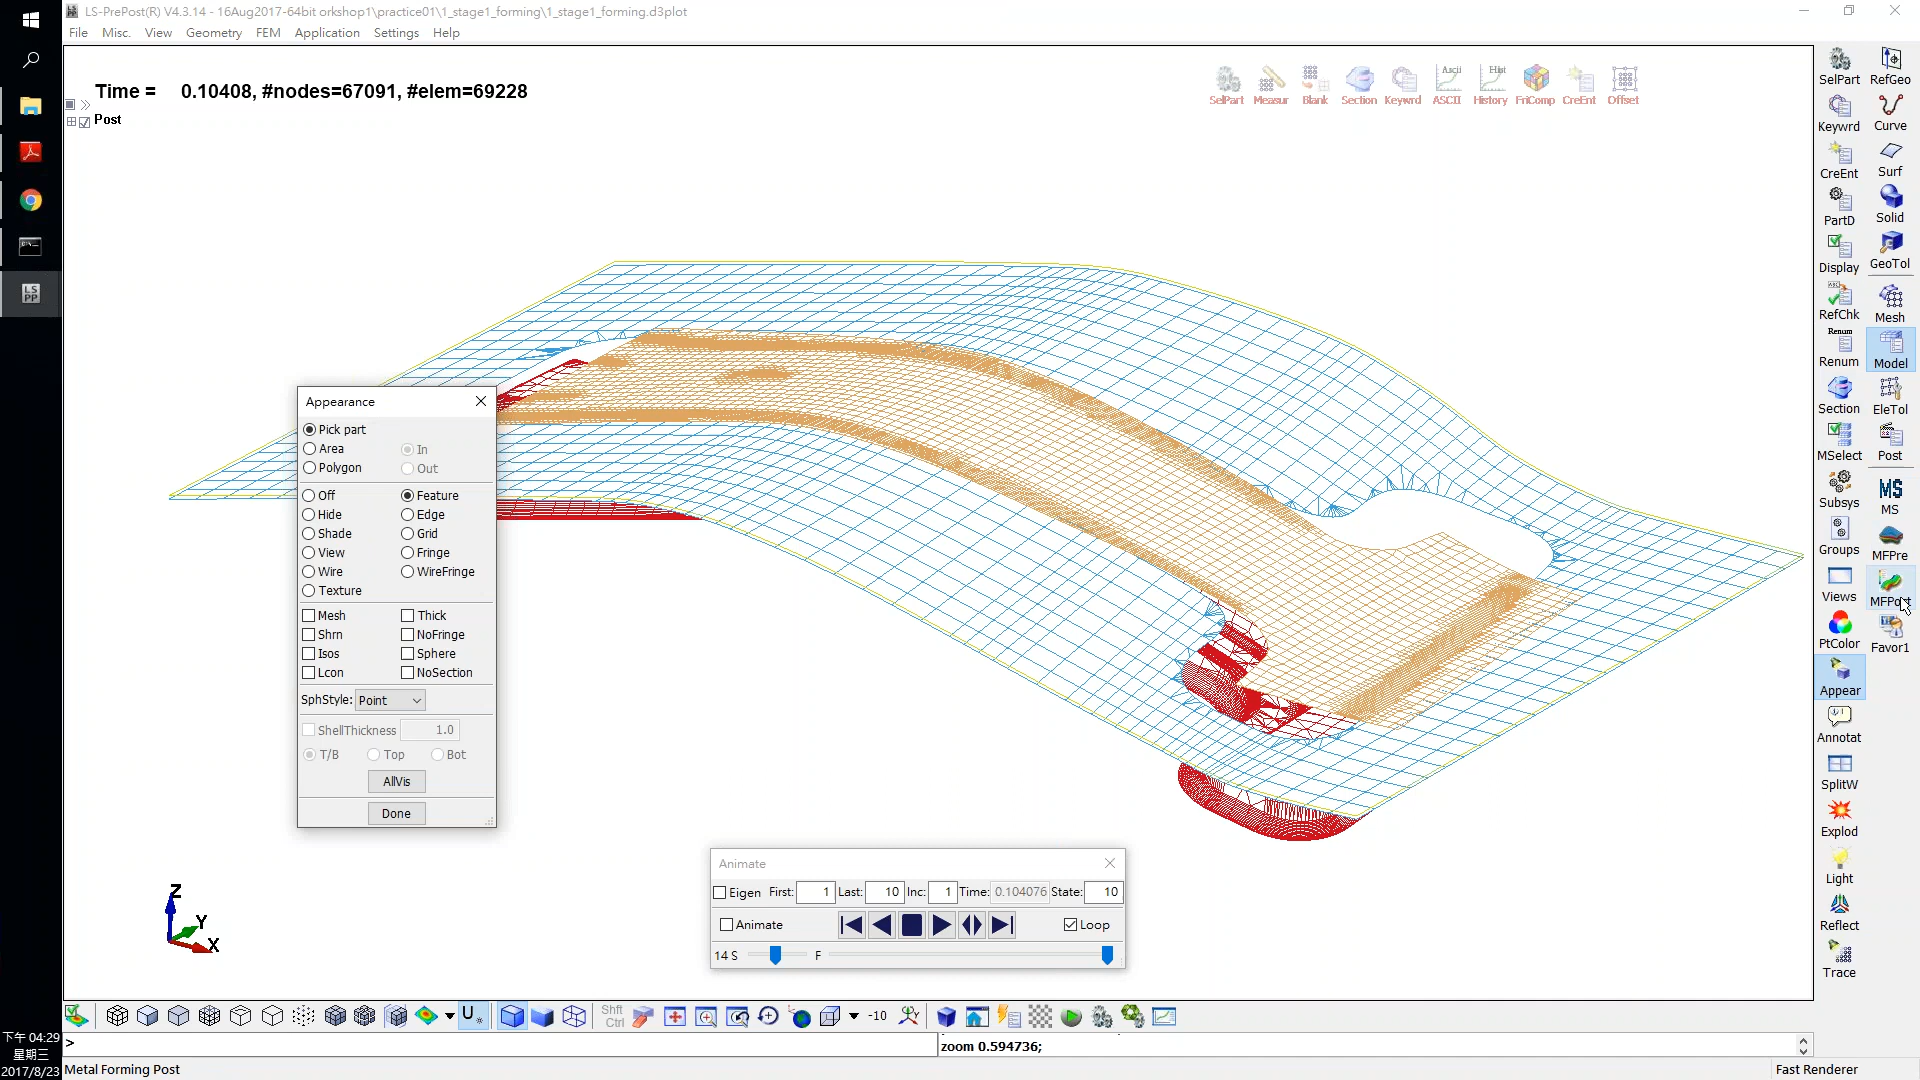 LS-PrePost(R) V4.3.14 - 16Aug2017-64bit orkshop1\practice01\1_stage1_forming\1_stage1_forming.d3plot
File Misc. View Geometry FEM Application Settings Help
Time = 0.10408, #nodes=67091, #elem=69228
Post
SelPart Measur Blank Section Keywrd ASCII History FriComp CreEnt Offset
Ascii
Hist
SelPart RefGeo
Keywrd Curve
CreEnt Surf
PartD Solid
Display GeoTol
RefChk Mesh
Renum
Renum Model
Section EleTol
MSelect Post
Subsys MS
MS
Groups MFPre
Views MFPost
PtColor Favor1
Appear
Annotat
SplitW
Explod
Light
Reflect
Trace
Appearance
Pick part
Area In
Polygon Out
Off Feature
Hide Edge
Shade Grid
View Fringe
Wire WireFringe
Texture
Mesh Thick
Shrn NoFringe
Isos Sphere
Lcon NoSection
SphStyle: Point
ShellThickness 1.0
T/B Top Bot
AllVis
Done
Animate
Eigen First: 1 Last: 10 Inc: 1 Time: 0.104076 State: 10
Animate Loop
14 S F
Z
Y
X
LS
PP
Shft
Ctrl
-10
>
zoom 0.594736;
下午 04:29
星期三
2017/8/23
Metal Forming Post
Fast Renderer